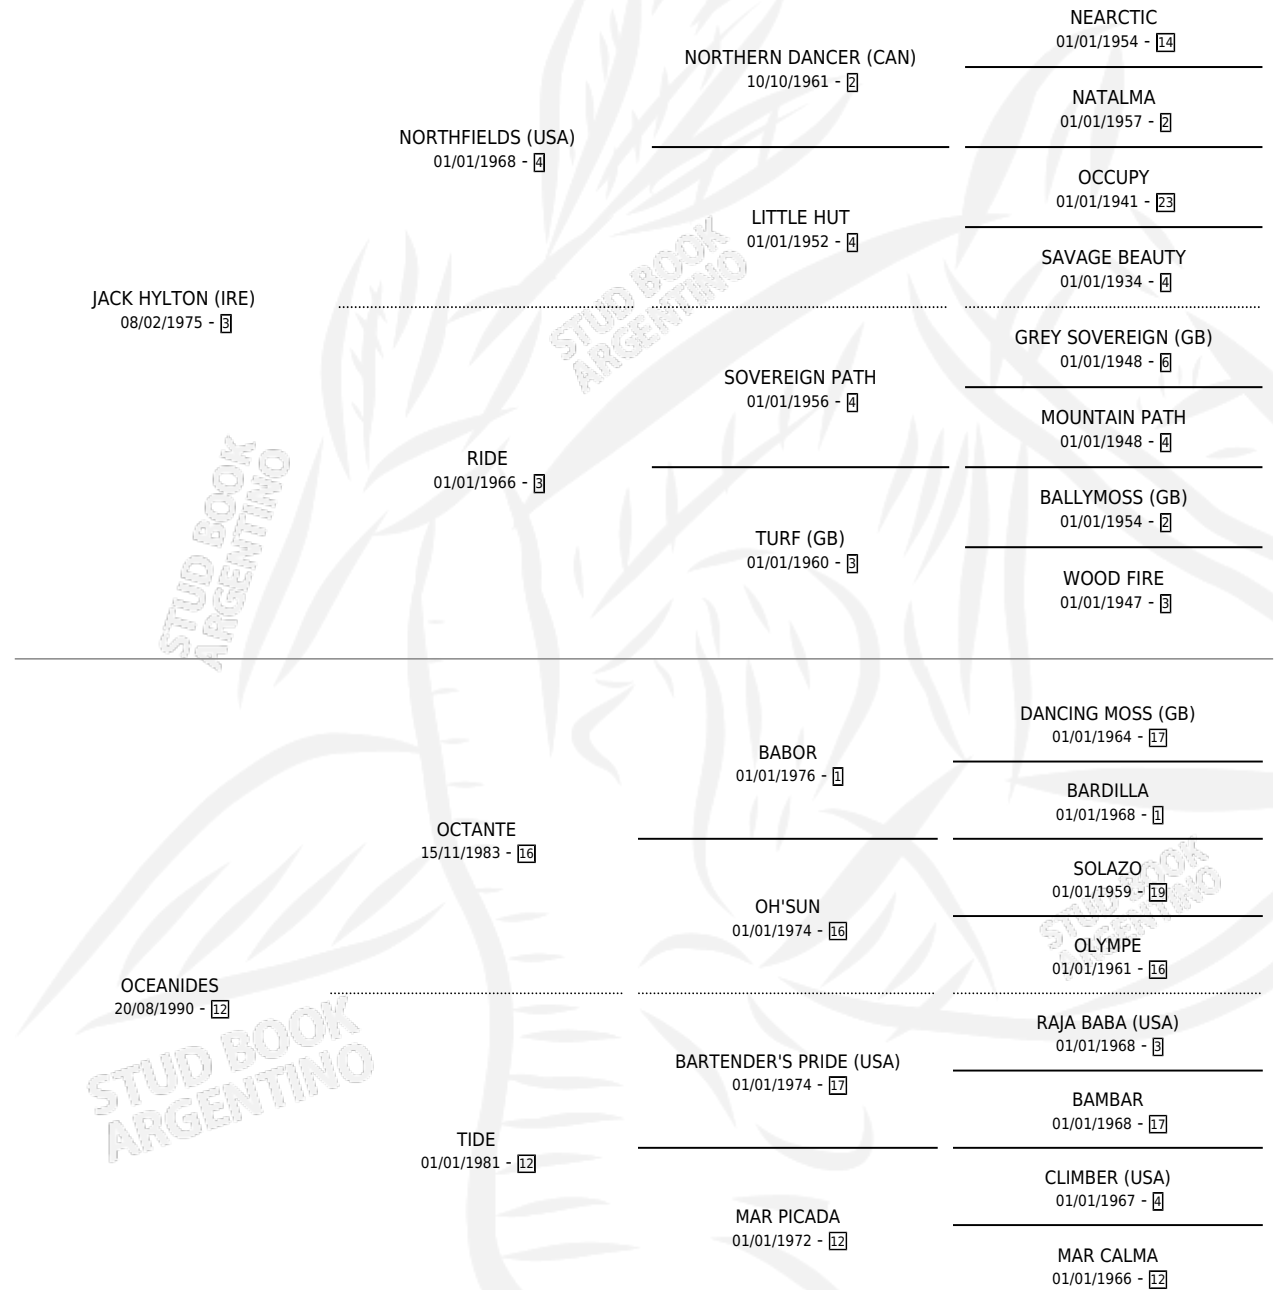 NEARCTIC
01/01/1954 - 14
NORTHERN DANCER (CAN)
10/10/1961 - 2
NATALMA
01/01/1957 - 2
NORTHFIELDS (USA)
01/01/1968 - 4
OCCUPY
01/01/1941 - 23
LITTLE HUT
01/01/1952 - 4
SAVAGE BEAUTY
01/01/1934 - 4
JACK HYLTON (IRE)
08/02/1975 - 3
GREY SOVEREIGN (GB)
01/01/1948 - 6
SOVEREIGN PATH
01/01/1956 - 4
MOUNTAIN PATH
01/01/1948 - 4
RIDE
01/01/1966 - 3
BALLYMOSS (GB)
01/01/1954 - 2
TURF (GB)
01/01/1960 - 3
WOOD FIRE
01/01/1947 - 3
STUD BOOK
ARGENTINO
STUD BOOK
ARGENTINO
DANCING MOSS (GB)
01/01/1964 - 17
BABOR
01/01/1976 - 1
BARDILLA
01/01/1968 - 1
OCTANTE
15/11/1983 - 16
SOLAZO
01/01/1959 - 19
OH'SUN
01/01/1974 - 16
OLYMPE
01/01/1961 - 16
OCEANIDES
20/08/1990 - 12
RAJA BABA (USA)
01/01/1968 - 3
BARTENDER'S PRIDE (USA)
01/01/1974 - 17
BAMBAR
01/01/1968 - 17
TIDE
01/01/1981 - 12
CLIMBER (USA)
01/01/1967 - 4
MAR PICADA
01/01/1972 - 12
MAR CALMA
01/01/1966 - 12
STUD BOOK
ARGENTINO
STUD BOOK
ARGENTINO